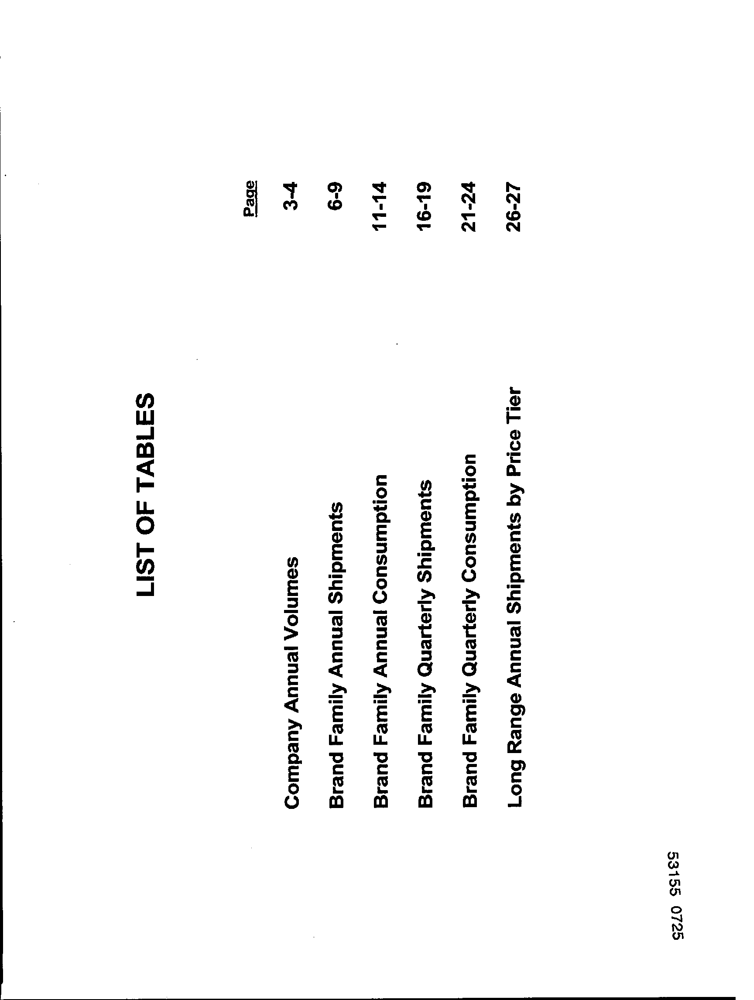 LIST OF TABLES
Page
Company Annual Volumes 3-4
Brand Family Annual Shipments 6-9
Brand Family Annual Consumption 11-14
Brand Family Quarterly Shipments 16-19
Brand Family Quarterly Consumption 21-24
Long Range Annual Shipments by Price Tier 26-27
53155 0725